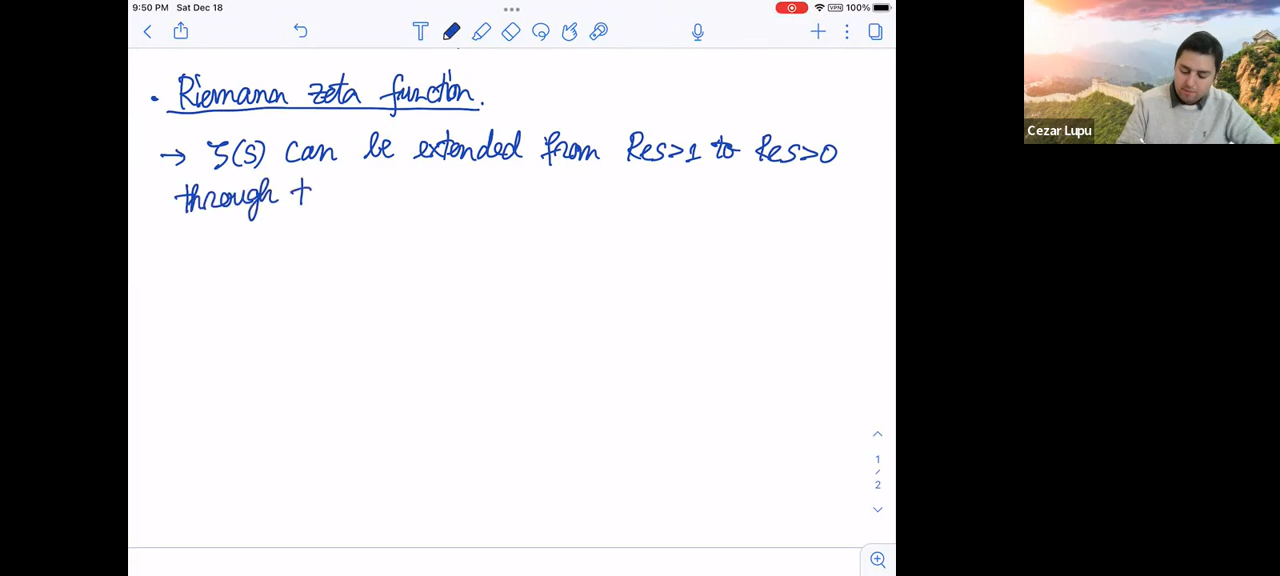 9:50 PM Sat Dec 18
VPN 100%
T
. Riemann zeta function.
→ ζ(s) can be extended from Res>1 to Res>0
through t
1
/
2
Cezar Lupu